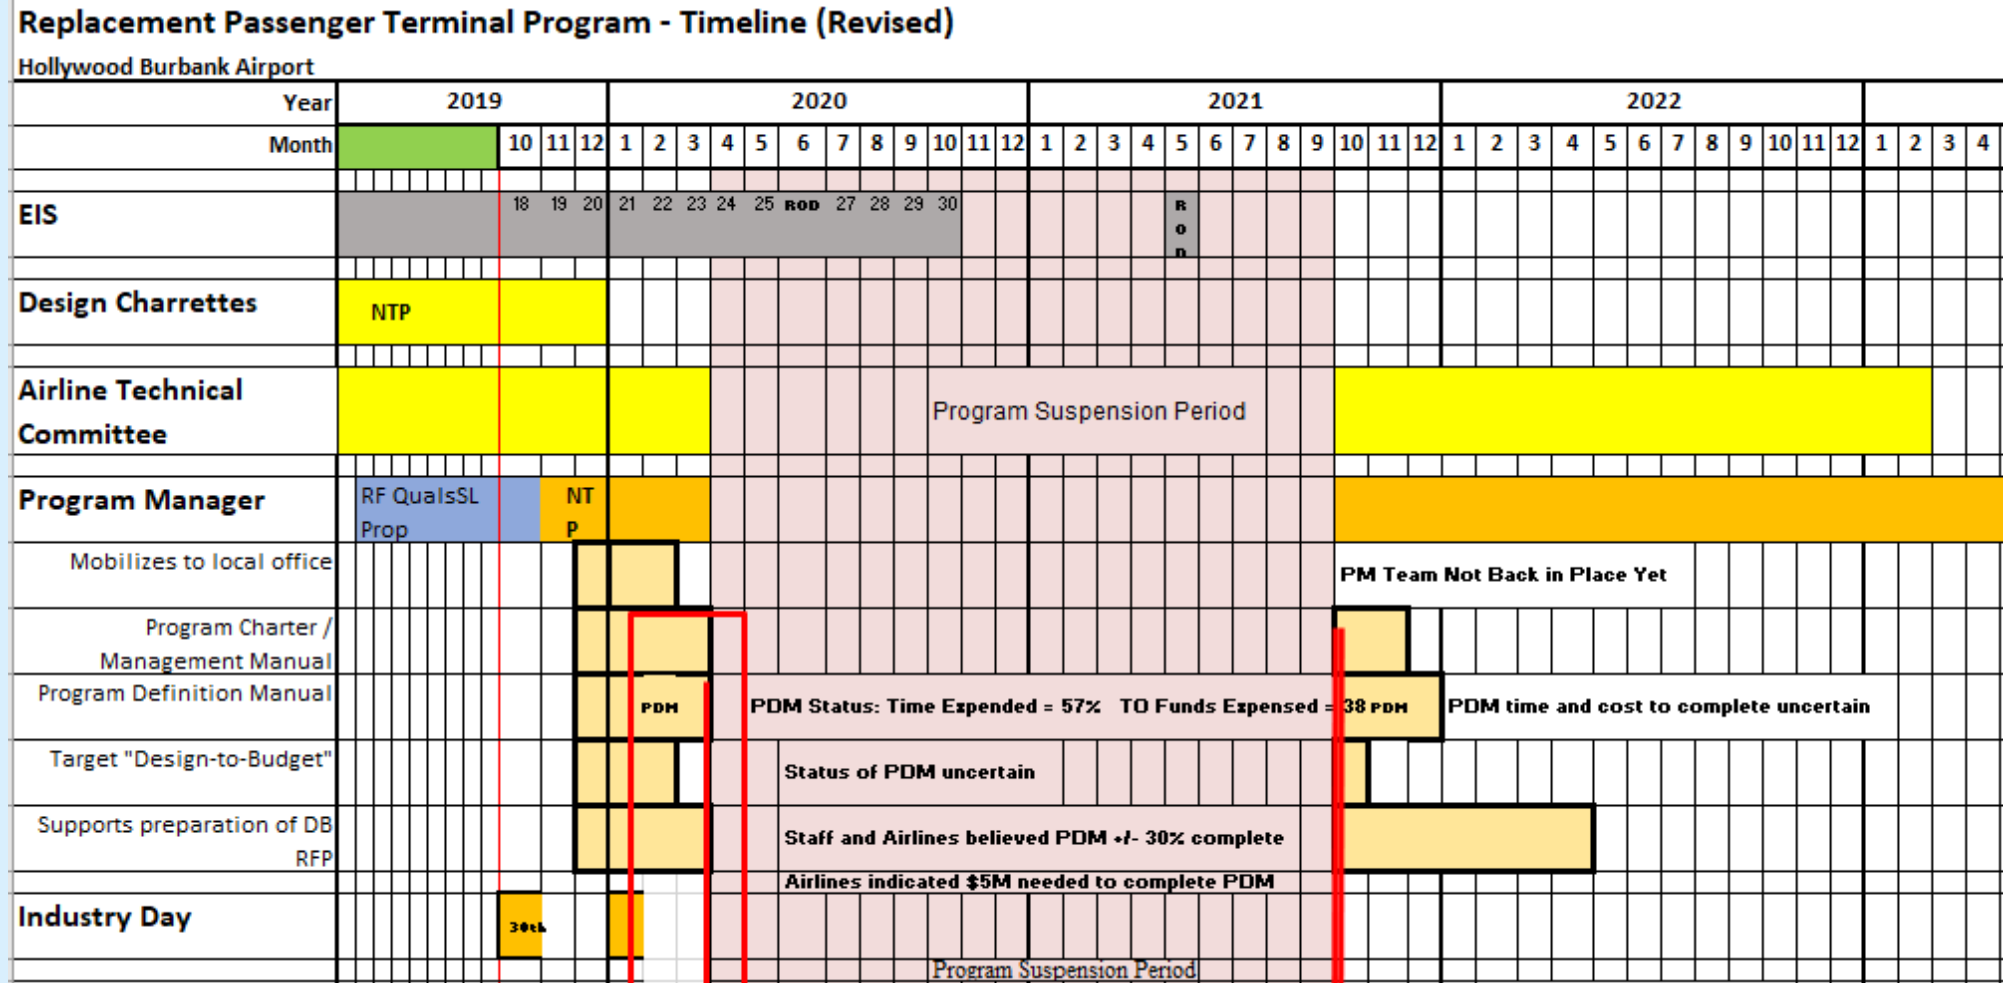 Replacement Passenger Terminal Program - Timeline (Revised)
Hollywood Burbank Airport
Year 2019 2020 2021 2022
Month 10 11 12 1 2 3 4 5 6 7 8 9 10 11 12 1 2 3 4 5 6 7 8 9 10 11 12 1 2 3 4 5 6 7 8 9 10 11 12 1 2 3 4
EIS 18 19 20 21 22 23 24 25 ROD 27 28 29 30 R
O
D
Design Charrettes NTP
Airline Technical
Committee
Program Suspension Period
Program Manager RF QualsSL NT
Prop P
Mobilizes to local office PM Team Not Back in Place Yet
Program Charter /
Management Manual
Program Definition Manual PDM PDM Status: Time Expended = 57% TO Funds Expensed = 38 PDM PDM time and cost to complete uncertain
Target "Design-to-Budget" Status of PDM uncertain
Supports preparation of DB
RFP
Staff and Airlines believed PDM +/- 30% complete
Airlines indicated $5M needed to complete PDM
Industry Day 30th
Program Suspension Period